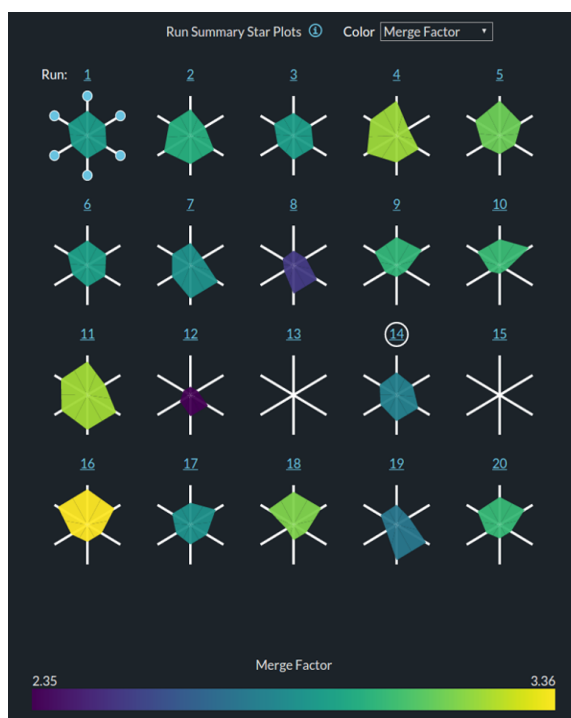 Run Summary Star Plots i Color Merge Factor
Run: 1 2 3 4 5
6 7 8 9 10
11 12 13 14 15
16 17 18 19 20
Merge Factor
2.35 3.36